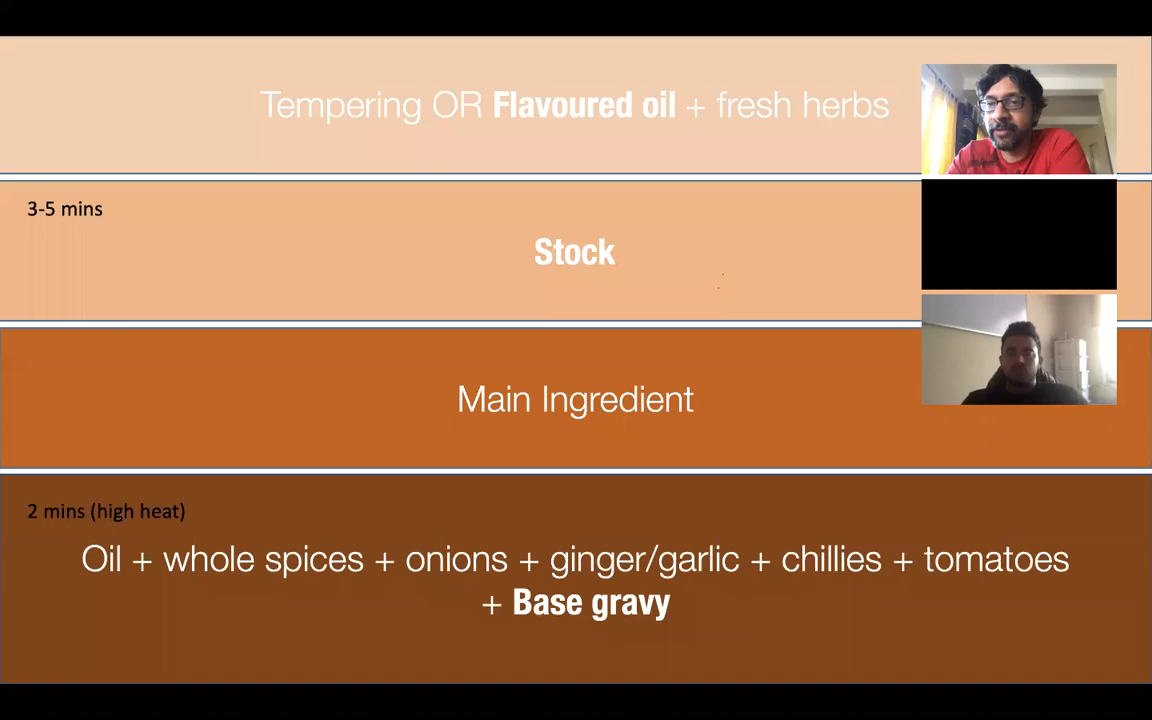 Tempering OR Flavoured oil + fresh herbs
3-5 mins
Stock
Main Ingredient
2 mins (high heat)
Oil + whole spices + onions + ginger/garlic + chillies + tomatoes
+ Base gravy